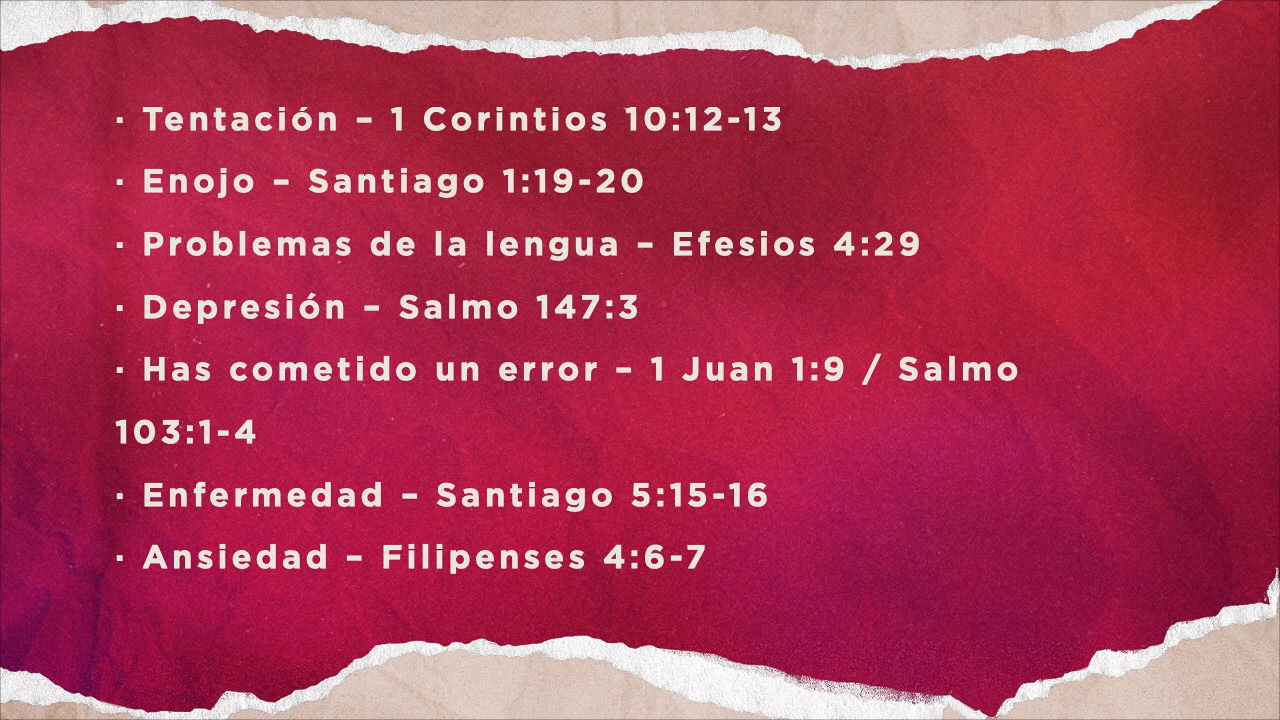 · Tentación – 1 Corintios 10:12-13
· Enojo – Santiago 1:19-20
· Problemas de la lengua – Efesios 4:29
· Depresión – Salmo 147:3
· Has cometido un error – 1 Juan 1:9 / Salmo
103:1-4
· Enfermedad – Santiago 5:15-16
· Ansiedad – Filipenses 4:6-7